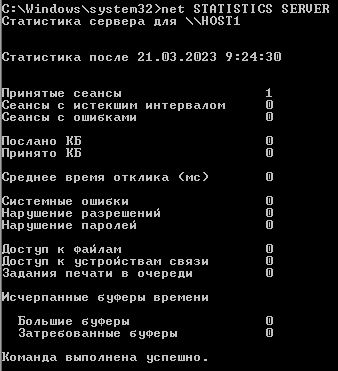 C:\Windows\system32>net STATISTICS SERVER
Статистика сервера для \\HOST1
Статистика после 21.03.2023 9:24:30
Принятые сеансы 1
Сеансы с истекшим интервалом 0
Сеансы с ошибками 0
Послано КБ 0
Принято КБ 0
Среднее время отклика (мс) 0
Системные ошибки 0
Нарушение разрешений 0
Нарушение паролей 0
Доступ к файлам 0
Доступ к устройствам связи 0
Задания печати в очереди 0
Исчерпанные буферы времени
Большие буферы 0
Затребованные буферы 0
Команда выполнена успешно.